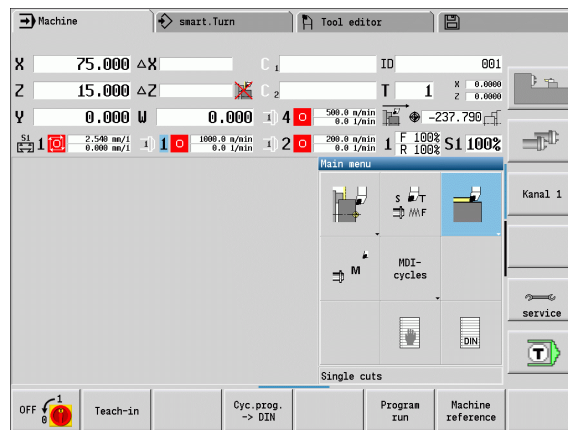 Machine
smart.Turn
Tool editor
X 75.000 ΔX C 1 ID 001
Z 15.000 ΔZ C 2 T 1 X 0.0000
Z 0.0000
Y 0.000 W 0.000 4 500.0 m/min
0.0 1/min
-237.790
S1 1 2.540 mm/1
0.000 mm/1
1 1000.0 m/min
0.0 1/min
2 200.0 m/min
0.0 1/min
1 F 100%
R 100%
S1 100%
Main menu
S T
M F
M
MDI-
cycles
DIN
Single cuts
Kanal 1
service
T
OFF 1
0
Teach-in
Cyc.prog.
-> DIN
Program
run
Machine
reference